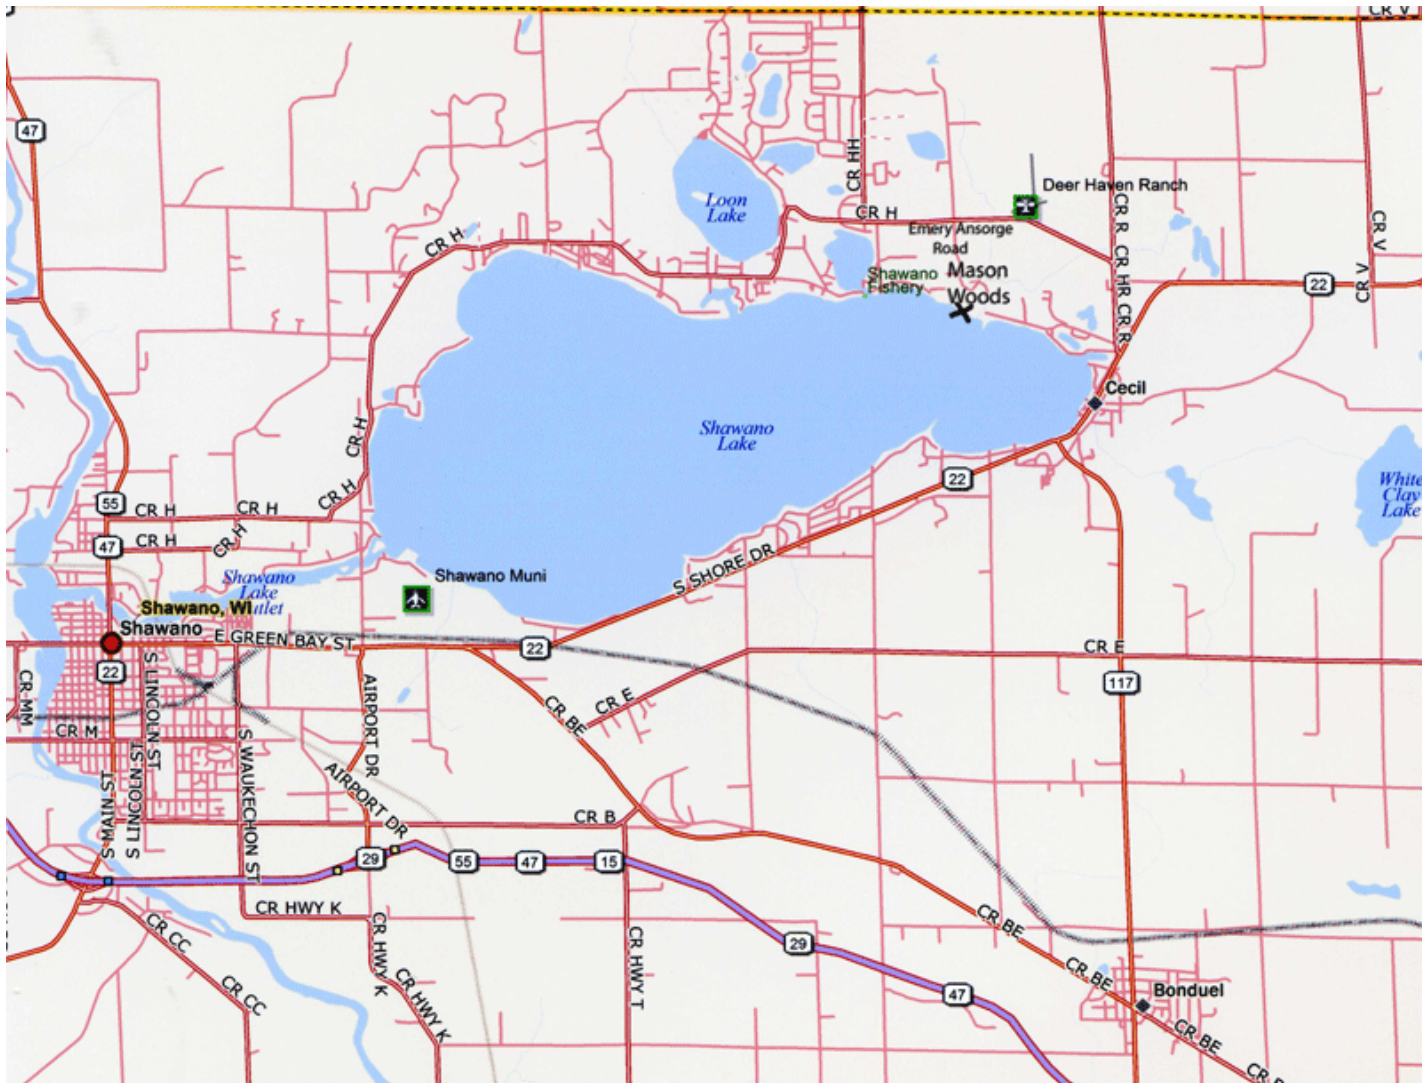 CR V
47
CR HH
Deer Haven Ranch
Loon
Lake
CR H
CR R
CR V
Emery Ansorge
Road
CR H
Shawano
Fishery
Mason
Woods
CR HR
CR V
22
CR R
Cecil
CR H
Shawano
Lake
White
Clay
Lake
55
CR H
CR H
CR H
22
47
CR H
CR H
S SHORE DR
Shawano
Lake
Shawano Muni
Shawano, WI
utlet
Shawano
E GREEN BAY ST
22
CR E
22
117
CR MM
S LINCOLN ST
AIRPORT DR
CR BE
CR E
CR M
S WAUKECHON ST
S MAIN ST
S LINCOLN ST
AIRPORT DR
CR B
29
55
47
15
CR HWY K
CR CC
CR HWY K
CR HWY T
29
CR BE
CR CC
CR HWY K
47
CR BE
Bonduel
CR BE